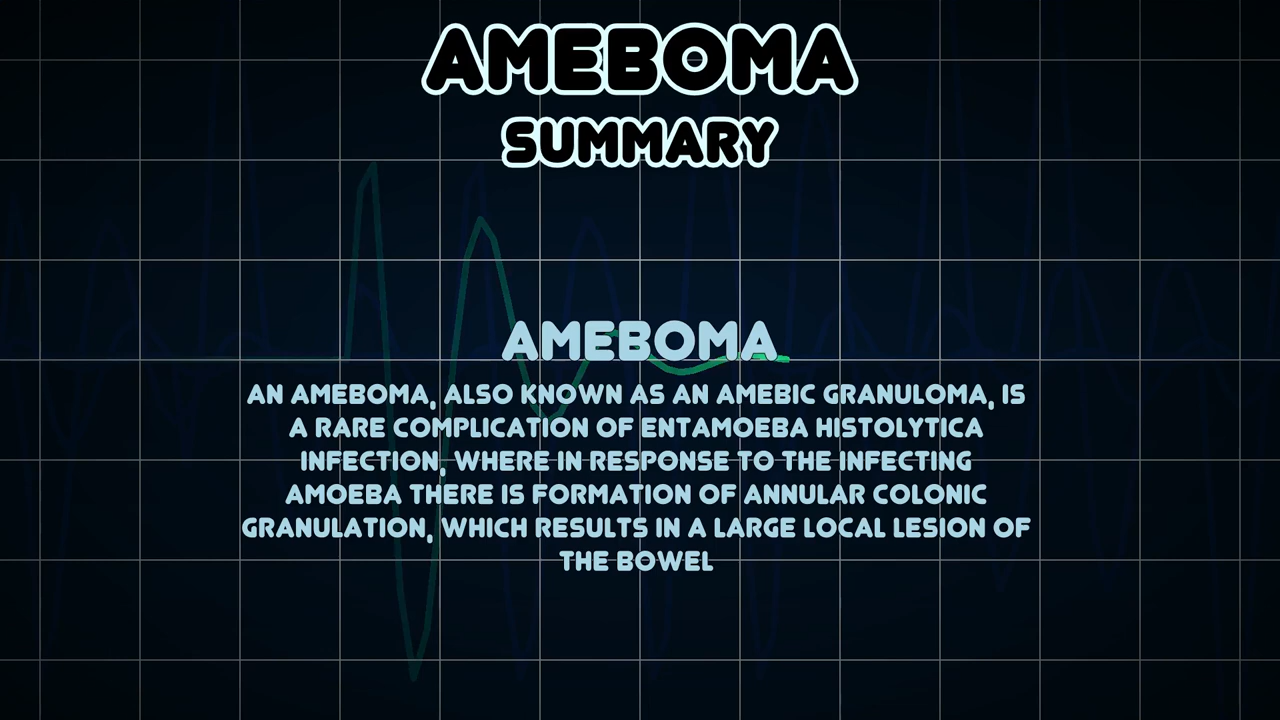 AMEBOMA
SUMMARY
AMEBOMA
AN AMEBOMA, ALSO KNOWN AS AN AMEBIC GRANULOMA, IS
A RARE COMPLICATION OF ENTAMOEBA HISTOLYTICA
INFECTION, WHERE IN RESPONSE TO THE INFECTING
AMOEBA THERE IS FORMATION OF ANNULAR COLONIC
GRANULATION, WHICH RESULTS IN A LARGE LOCAL LESION OF
THE BOWEL